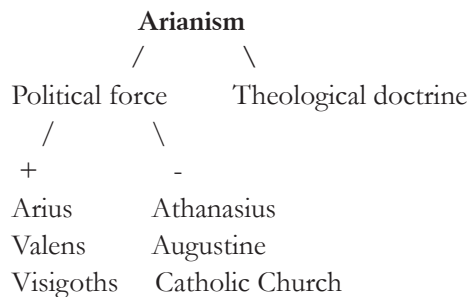 Arianism
/ \
Political force Theological doctrine
/ \
+ -
Arius Athanasius
Valens Augustine
Visigoths Catholic Church